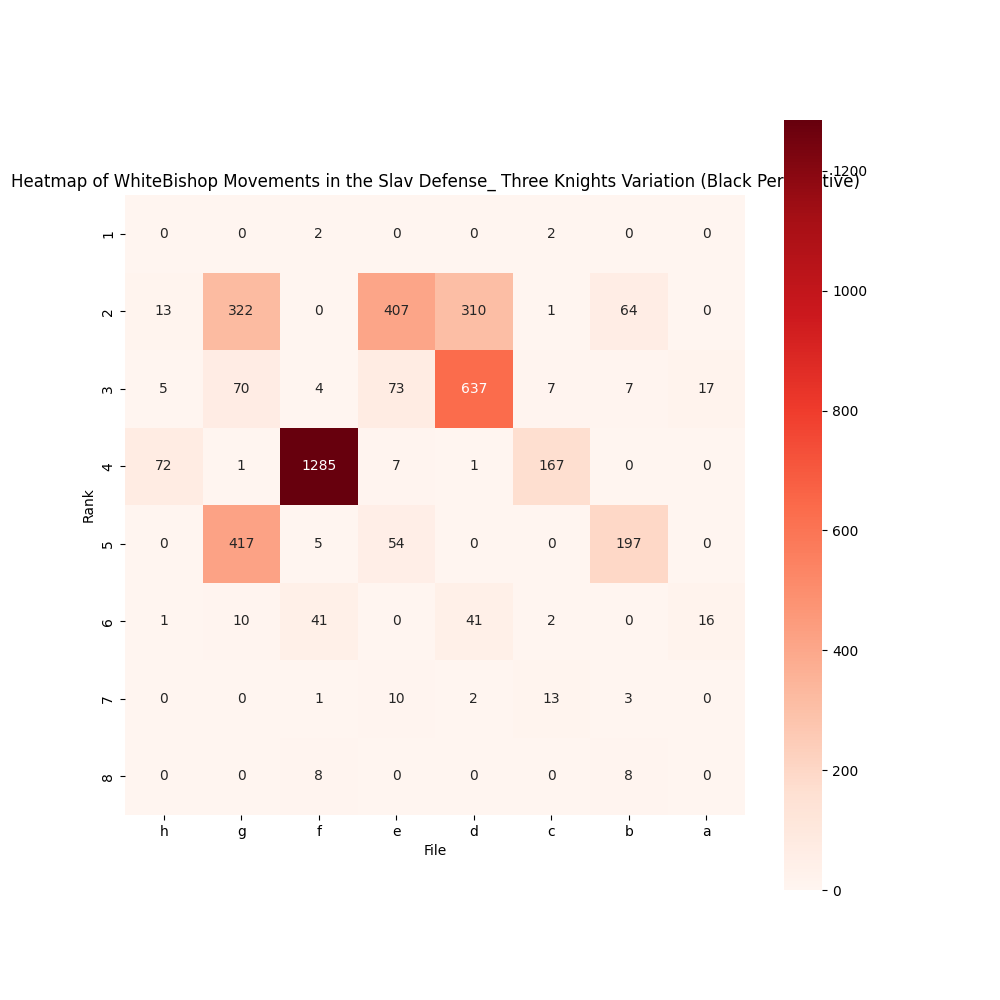 Heatmap of WhiteBishop Movements in the Slav Defense_ Three Knights Variation (Black Per tive)
1200
1 0 0 2 0 0 2 0 0
1000
2 13 322 0 407 310 1 64 0
3 5 70 4 73 637 7 7 17
800
4 72 1 1285 7 1 167 0 0
Rank
600
5 0 417 5 54 0 0 197 0
6 1 10 41 0 41 2 0 16
400
7 0 0 1 10 2 13 3 0
200
8 0 0 8 0 0 0 8 0
h g f e d c b a
File
0